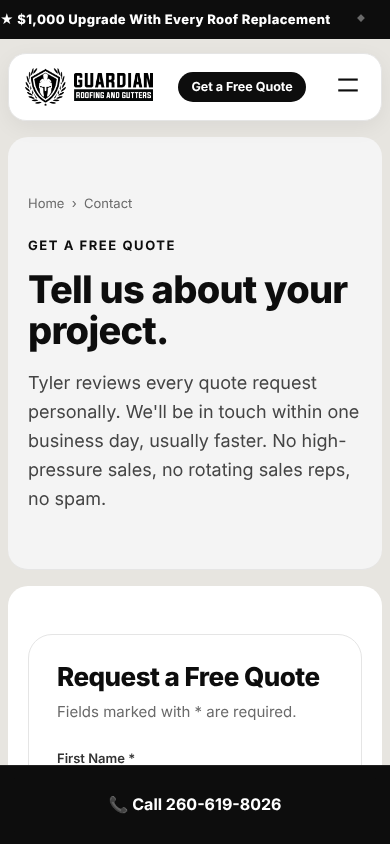 ★ $1,000 Upgrade With Every Roof Replacement ◆
GUARDIAN
ROOFING AND GUTTERS
Get a Free Quote
Home › Contact
GET A FREE QUOTE
Tell us about your
project.
Tyler reviews every quote request
personally. We'll be in touch within one
business day, usually faster. No high-
pressure sales, no rotating sales reps,
no spam.
Request a Free Quote
Fields marked with * are required.
First Name *
📞 Call 260-619-8026